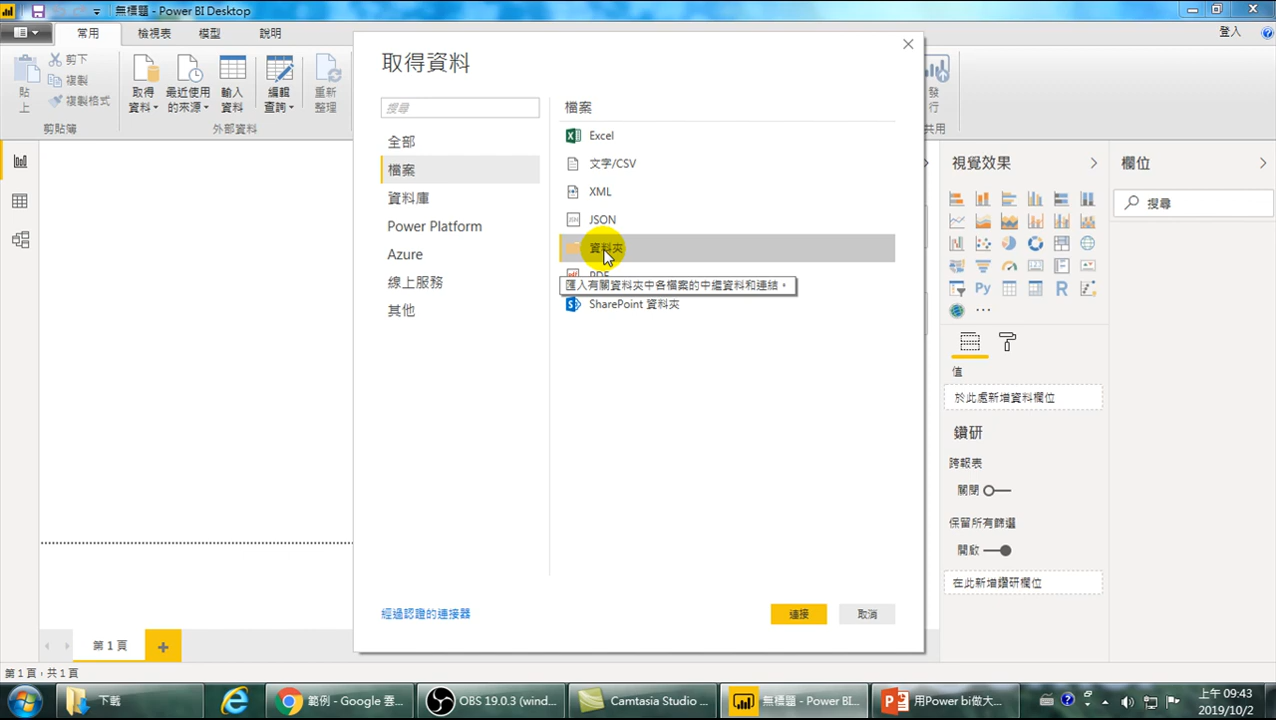 無標題 - Power BI Desktop
常用
檢視表
模型
說明
登入
貼上
剪下
複製
複製格式
剪貼簿
取得資料
最近使用的來源
輸入資料
編輯查詢
重新整理
外部資料
發行
共用
取得資料
搜尋
全部
檔案
資料庫
Power Platform
Azure
線上服務
其他
檔案
Excel
文字/CSV
XML
JSON
資料夾
PDF
匯入有關資料夾中各檔案的中繼資料和連結。
SharePoint 資料夾
經過認證的連接器
連接
取消
視覺效果
Py
R
值
於此處新增資料欄位
鑽研
跨報表
關閉
保留所有篩選
開啟
在此新增鑽研欄位
欄位
搜尋
第 1 頁
第 1 頁，共 1 頁
下載
範例 - Google 雲...
OBS 19.0.3 (wind...
Camtasia Studio ...
無標題 - Power BI...
用Power bi做大...
上午 09:43
2019/10/2